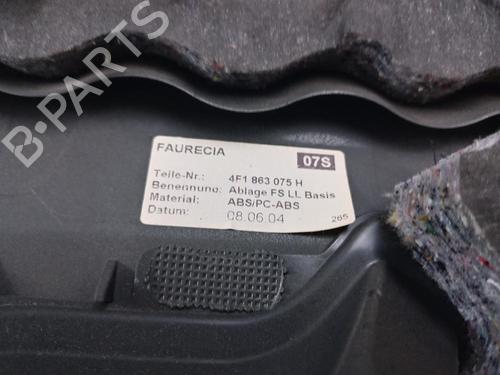 B-PARTS
FAURECIA
07S
Teile-Nr.: 4F1 863 075 H
Benennung: Ablage FS LL Basis
Material: ABS/PC-ABS
Datum: 08.06.04
265